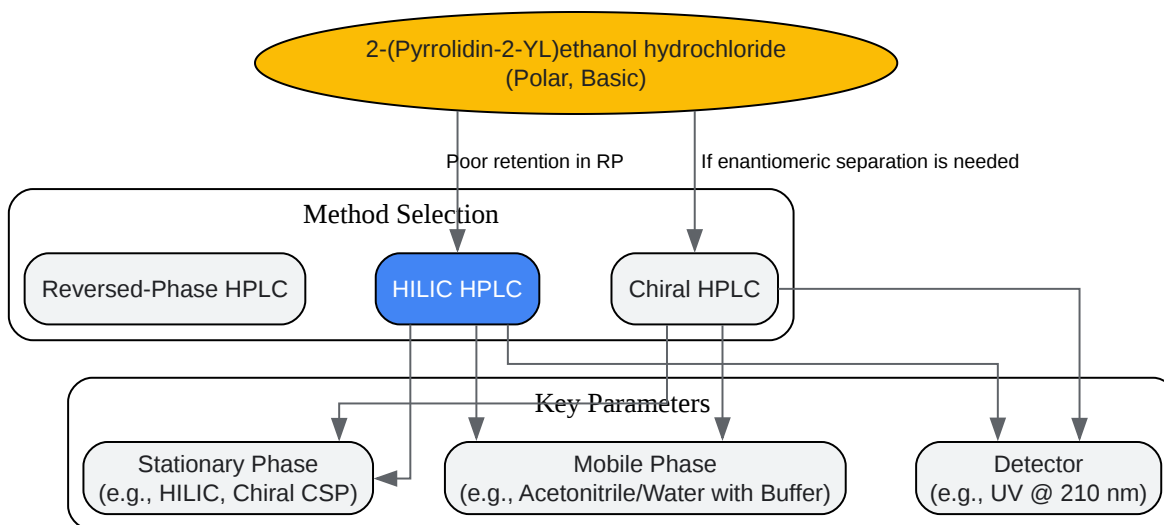 2-(Pyrrolidin-2-YL)ethanol hydrochloride
(Polar, Basic)
Poor retention in RP
If enantiomeric separation is needed
Method Selection
Reversed-Phase HPLC
HILIC HPLC
Chiral HPLC
Key Parameters
Stationary Phase
(e.g., HILIC, Chiral CSP)
Mobile Phase
(e.g., Acetonitrile/Water with Buffer)
Detector
(e.g., UV @ 210 nm)